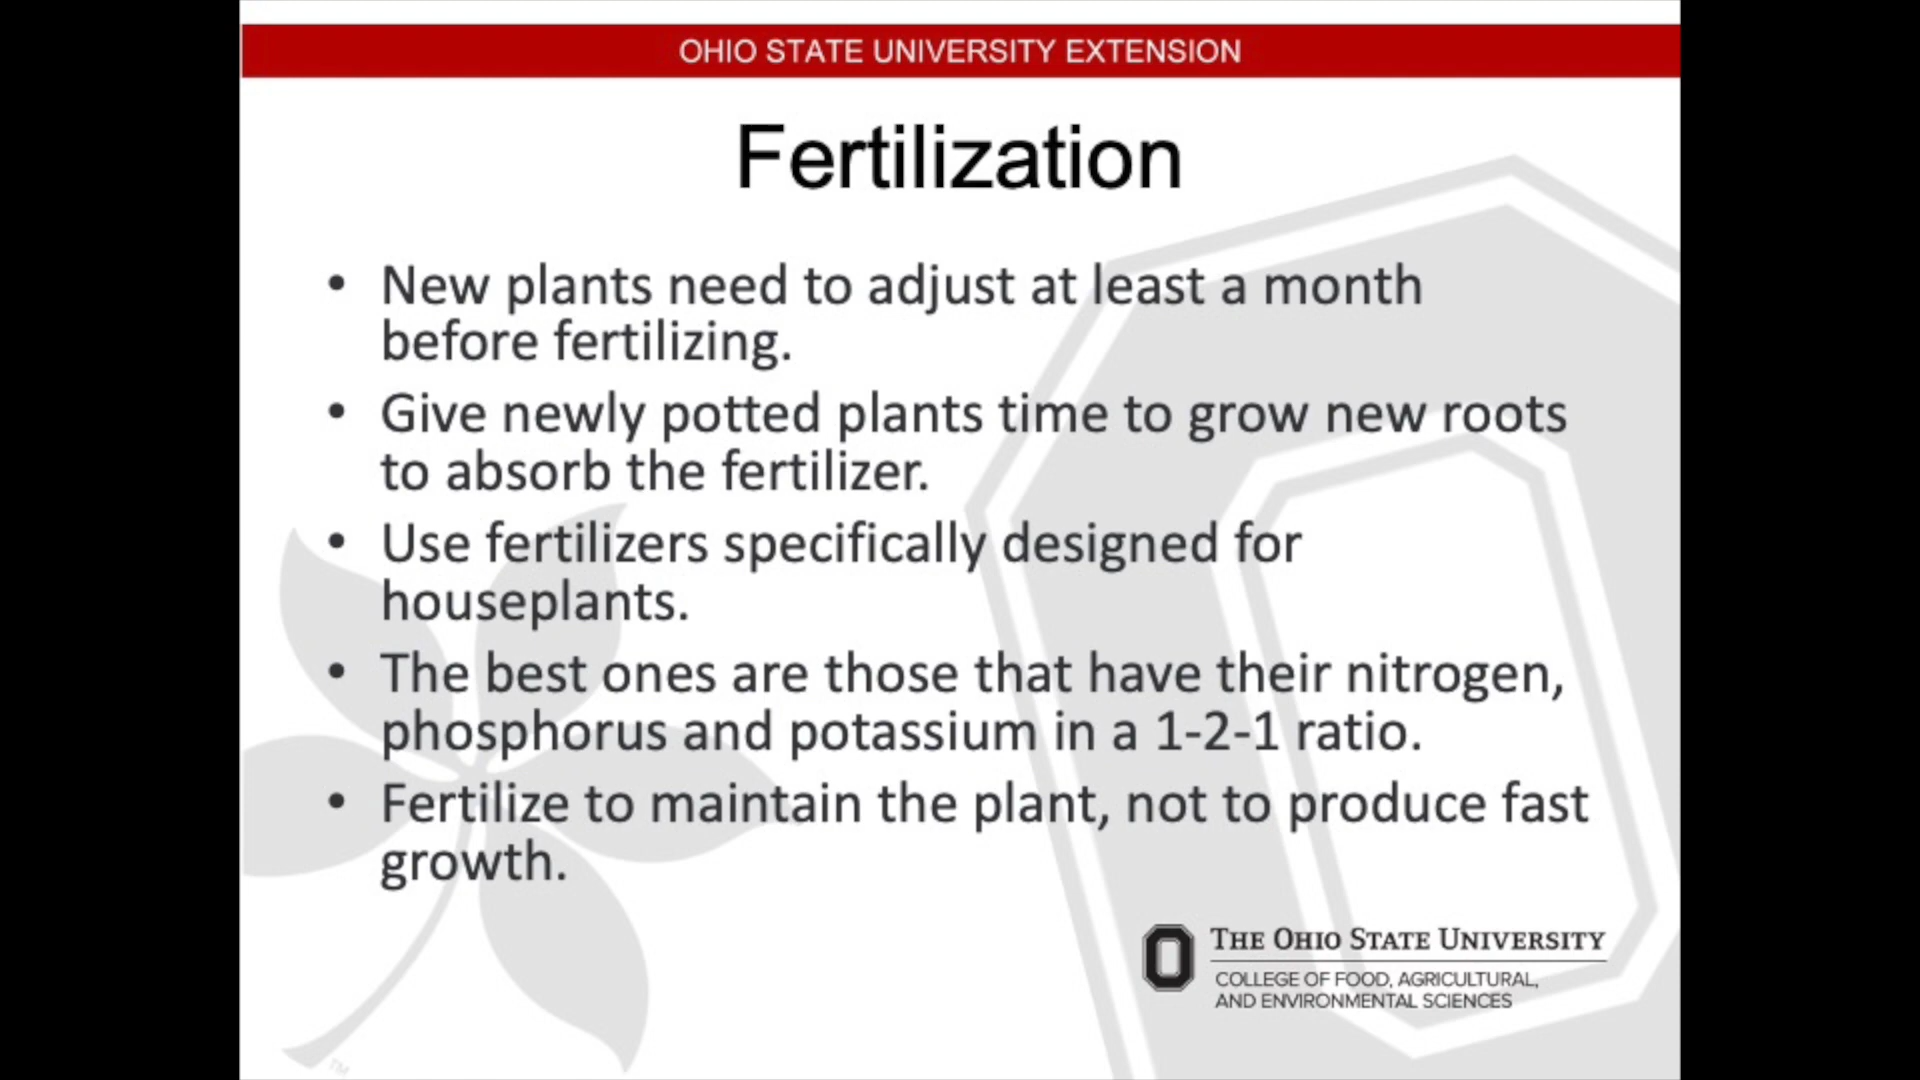 OHIO STATE UNIVERSITY EXTENSION
Fertilization
• New plants need to adjust at least a month
before fertilizing.
• Give newly potted plants time to grow new roots
to absorb the fertilizer.
• Use fertilizers specifically designed for
houseplants.
• The best ones are those that have their nitrogen,
phosphorus and potassium in a 1-2-1 ratio.
• Fertilize to maintain the plant, not to produce fast
growth.
THE OHIO STATE UNIVERSITY
COLLEGE OF FOOD, AGRICULTURAL,
AND ENVIRONMENTAL SCIENCES
TM